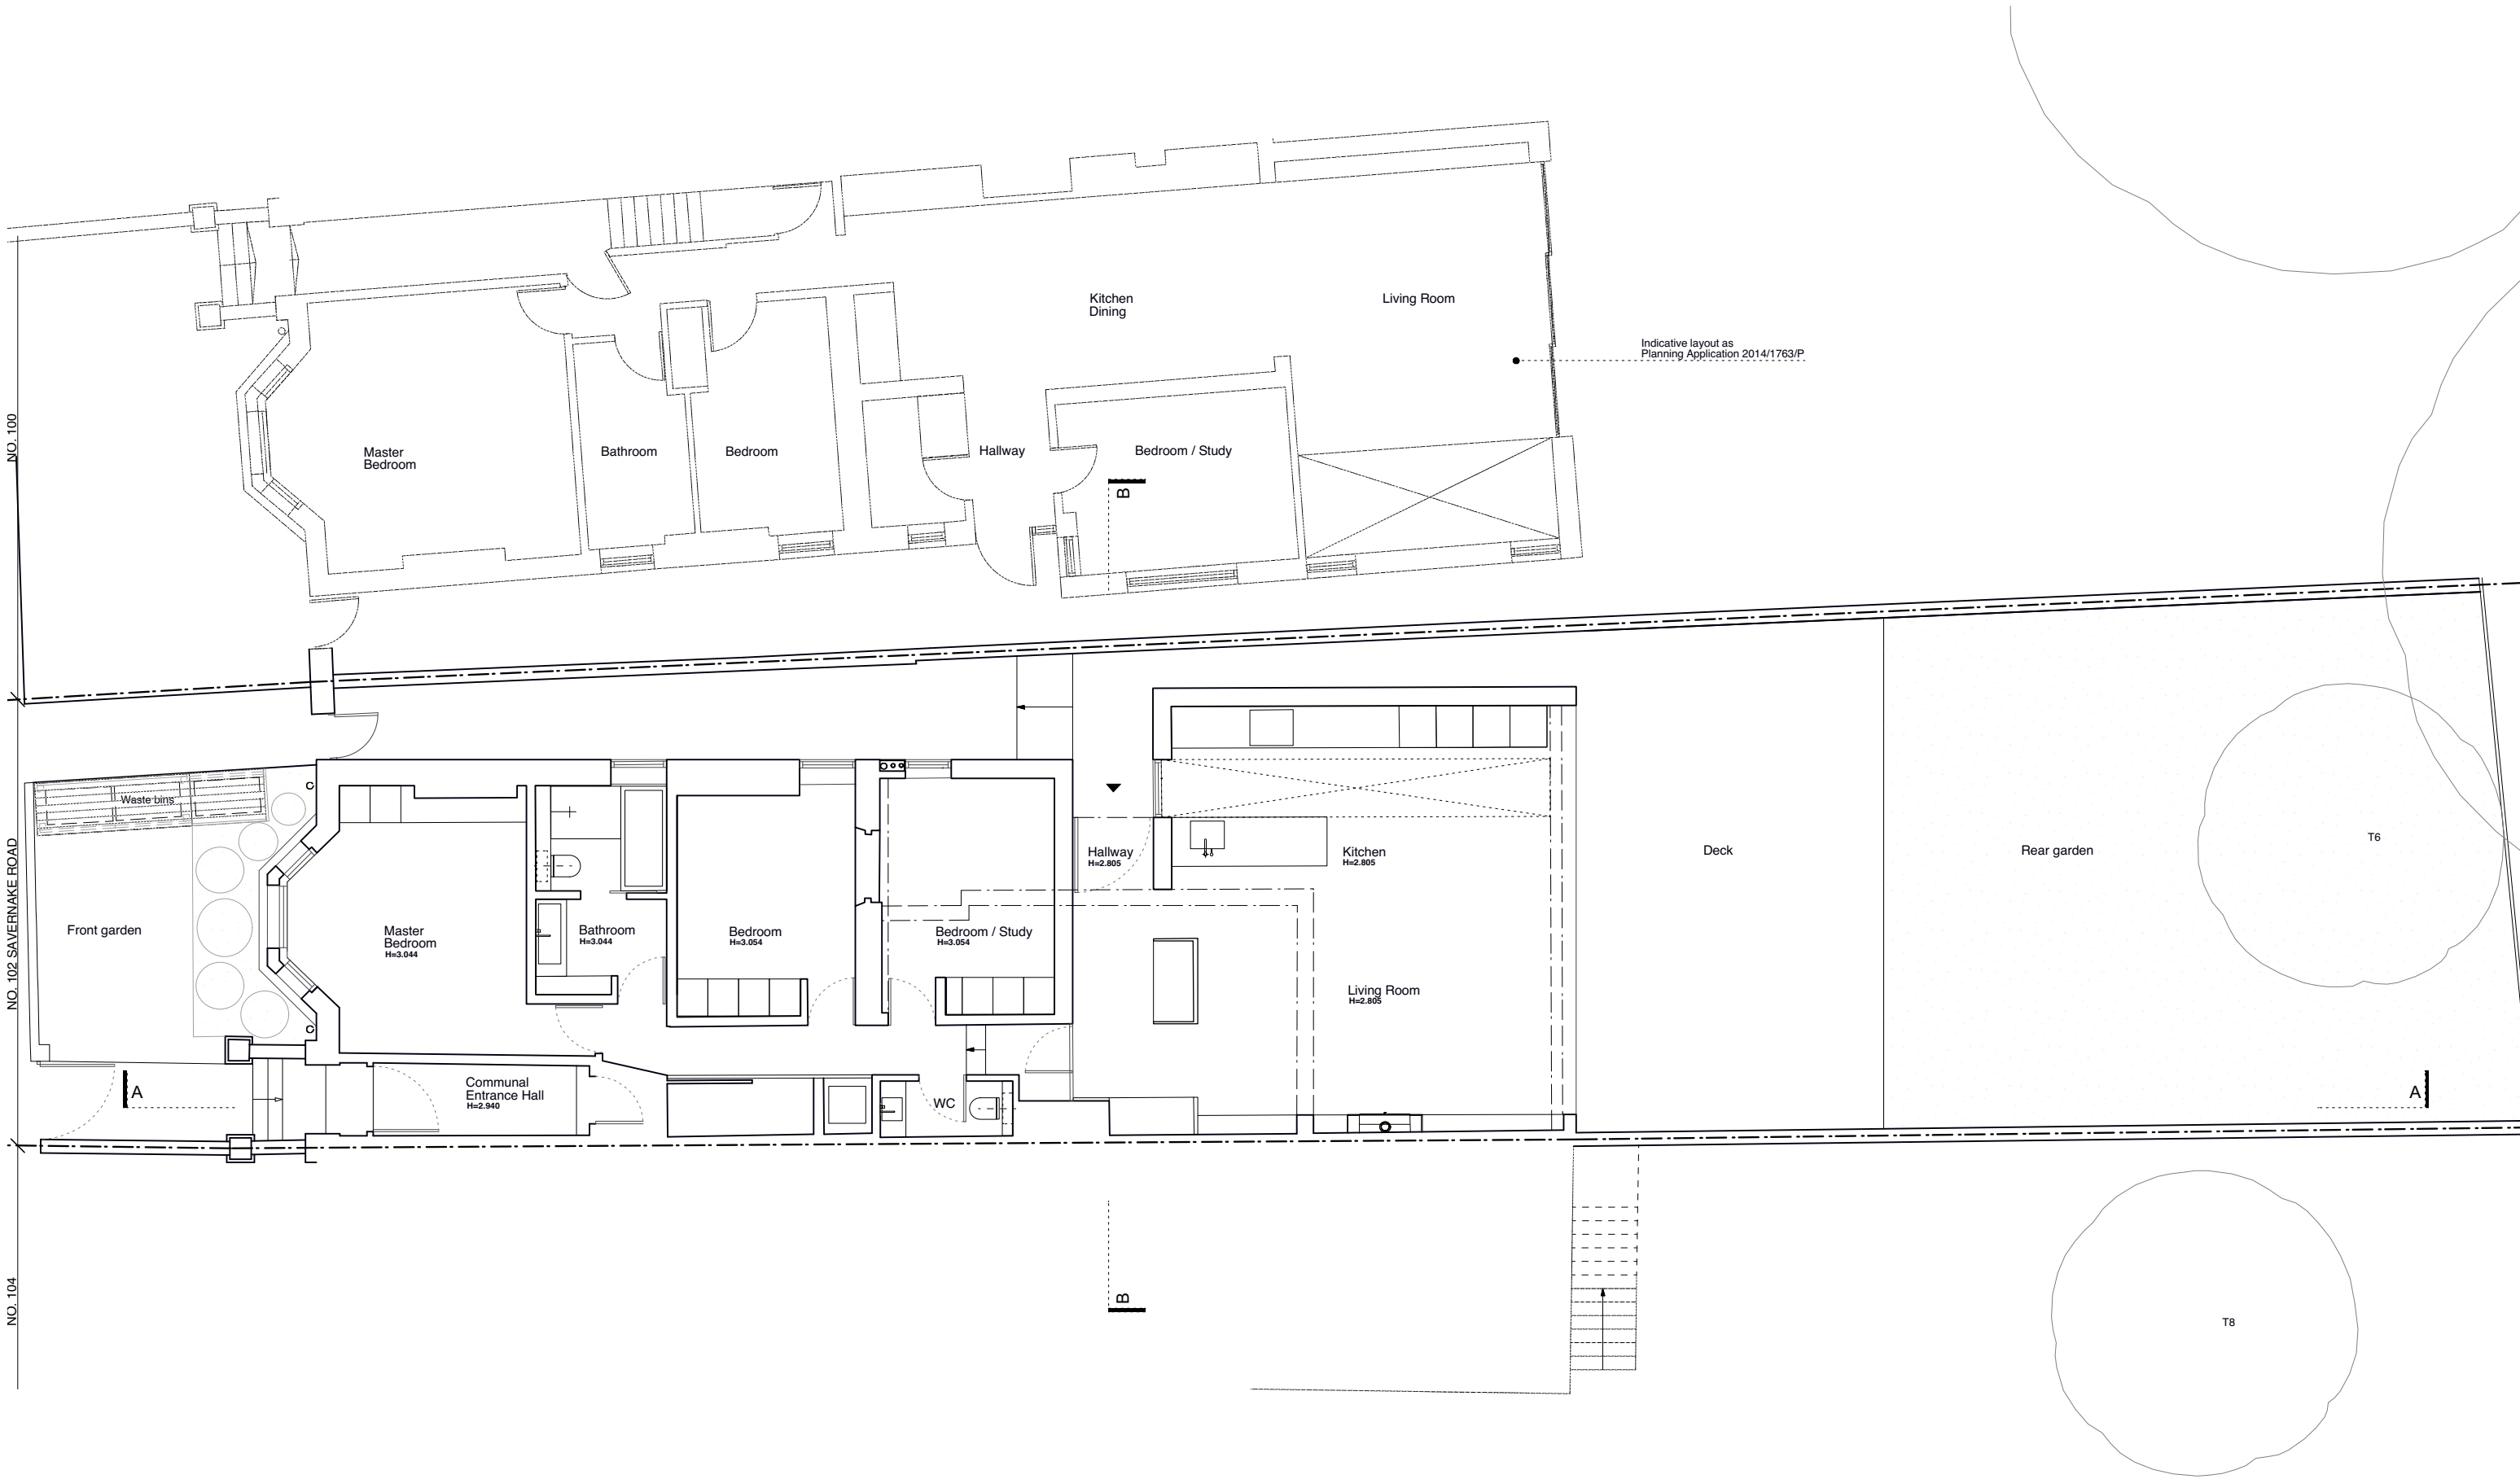 Kitchen
Dining
Living Room
Indicative layout as
Planning Application 2014/1763/P
NO. 100
Master
Bedroom
Bathroom
Bedroom
Hallway
Bedroom / Study
B
Waste bins
NO. 102 SAVERNAKE ROAD
Front garden
Master
Bedroom
H=3.044
Bathroom
H=3.044
Bedroom
H=3.054
Bedroom / Study
H=3.054
Hallway
H=2.805
Kitchen
H=2.805
Living Room
H=2.805
Deck
Rear garden
T6
A
Communal
Entrance Hall
H=2.940
WC
A
NO. 104
B
T8